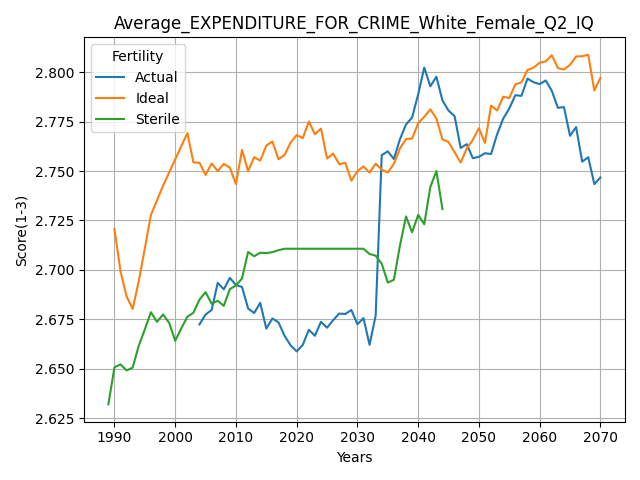 Average_EXPENDITURE_FOR_CRIME_White_Female_Q2_IQ
Fertility
Actual
Ideal
Sterile
Score(1-3)
2.800
2.775
2.750
2.725
2.700
2.675
2.650
2.625
1990 2000 2010 2020 2030 2040 2050 2060 2070
Years